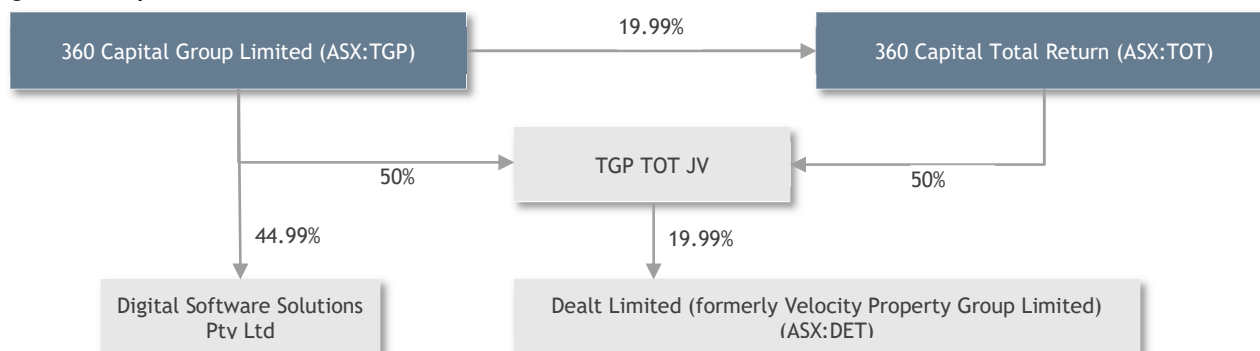 19.99%
360 Capital Group Limited (ASX:TGP)
360 Capital Total Return (ASX:TOT)
TGP TOT JV
50%
50%
44.99%
19.99%
Digital Software Solutions
Pty Ltd
Dealt Limited (formerly Velocity Property Group Limited)
(ASX:DET)